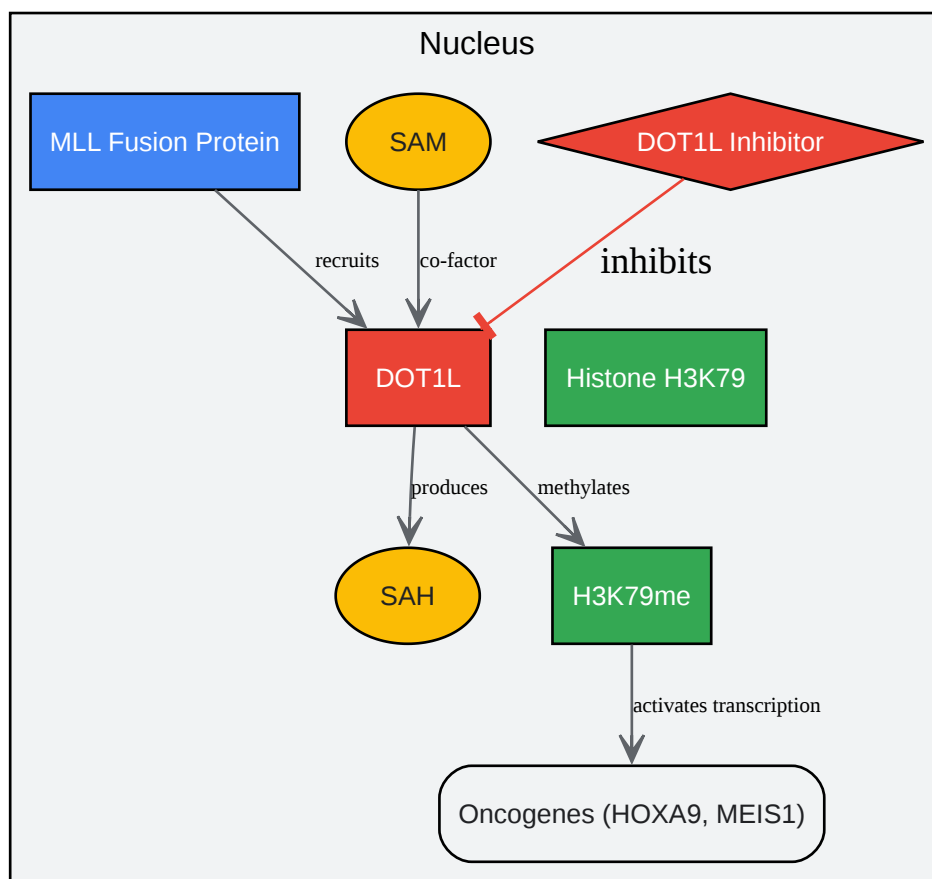 Nucleus
MLL Fusion Protein
SAM
DOT1L Inhibitor
recruits
co-factor
inhibits
DOT1L
Histone H3K79
produces
methylates
SAH
H3K79me
activates transcription
Oncogenes (HOXA9, MEIS1)